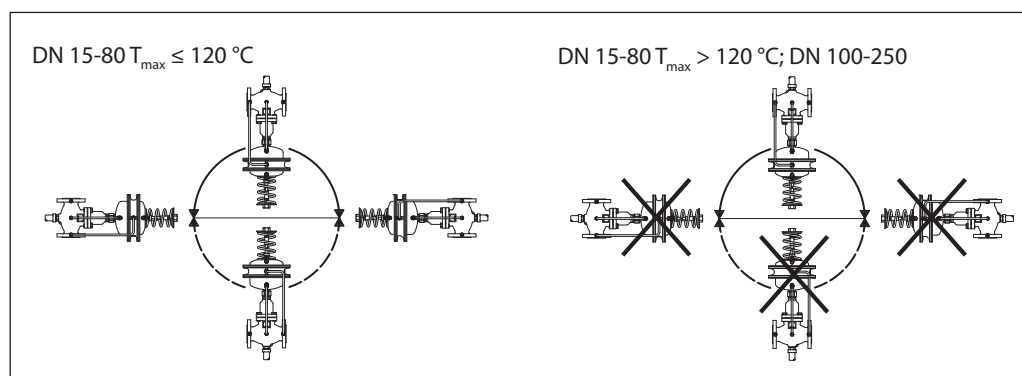 DN 15-80 Tmax ≤ 120 °C
DN 15-80 Tmax > 120 °C; DN 100-250